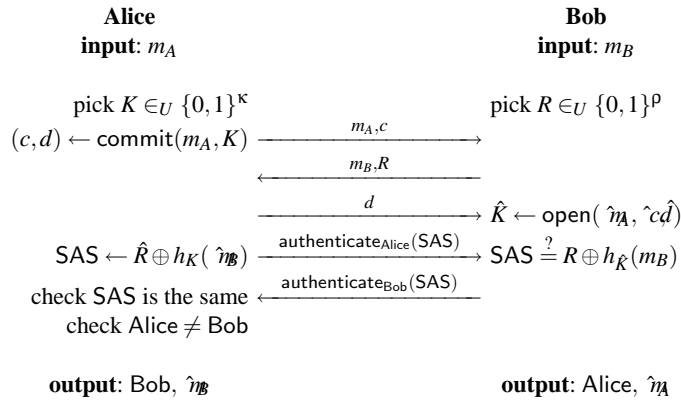 Alice Bob
input: m_A input: m_B
pick K ∈_U {0,1}^κ pick R ∈_U {0,1}^ρ
(c,d) ← commit(m_A,K) m_A,c
m_B,R
d K̂ ← open(m̂_A, ĉ, d̂)
SAS ← R̂ ⊕ h_K(m̂_B) authenticate_Alice(SAS) SAS ≟ R ⊕ h_K̂(m_B)
check SAS is the same authenticate_Bob(SAS)
check Alice ≠ Bob
output: Bob, m̂_B output: Alice, m̂_A